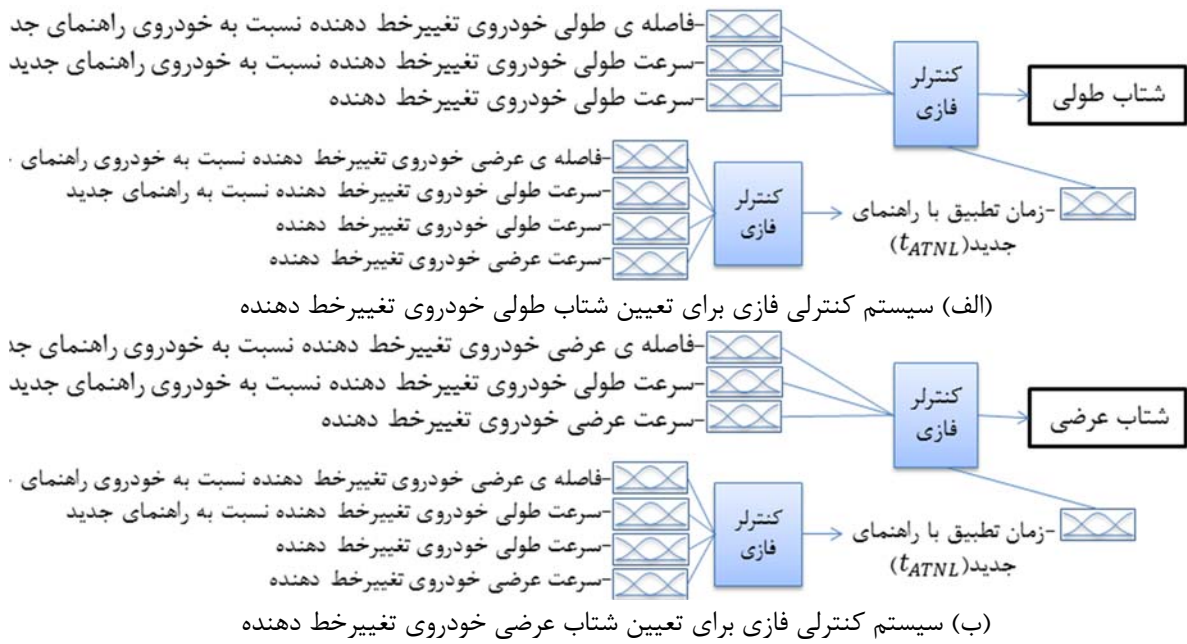 -فاصله ی طولی خودروی تغییرخط دهنده نسبت به خودروی راهنمای
-سرعت طولی خودروی تغییرخط دهنده نسبت به خودروی راهنمای جدید
-سرعت طولی خودروی تغییرخط دهنده
کنترلر
فازی
شتاب طولی
-فاصله ی عرضی خودروی تغییرخط دهنده نسبت به خودروی راهنمای
-سرعت طولی خودروی تغییرخط دهنده نسبت به راهنمای جدید
-سرعت طولی خودروی تغییرخط دهنده
-سرعت عرضی خودروی تغییرخط دهنده
کنترلر
فازی
-زمان تطبیق با راهنمای
جدید(t_ATNL)
(الف) سیستم کنترلی فازی برای تعیین شتاب طولی خودروی تغییرخط دهنده
-فاصله ی عرضی خودروی تغییرخط دهنده نسبت به خودروی راهنمای
-سرعت طولی خودروی تغییرخط دهنده نسبت به خودروی راهنمای جدید
-سرعت عرضی خودروی تغییرخط دهنده
کنترلر
فازی
شتاب عرضی
-فاصله ی عرضی خودروی تغییرخط دهنده نسبت به خودروی راهنمای
-سرعت طولی خودروی تغییرخط دهنده نسبت به راهنمای جدید
-سرعت طولی خودروی تغییرخط دهنده
-سرعت عرضی خودروی تغییرخط دهنده
کنترلر
فازی
-زمان تطبیق با راهنمای
جدید(t_ATNL)
(ب) سیستم کنترلی فازی برای تعیین شتاب عرضی خودروی تغییرخط دهنده